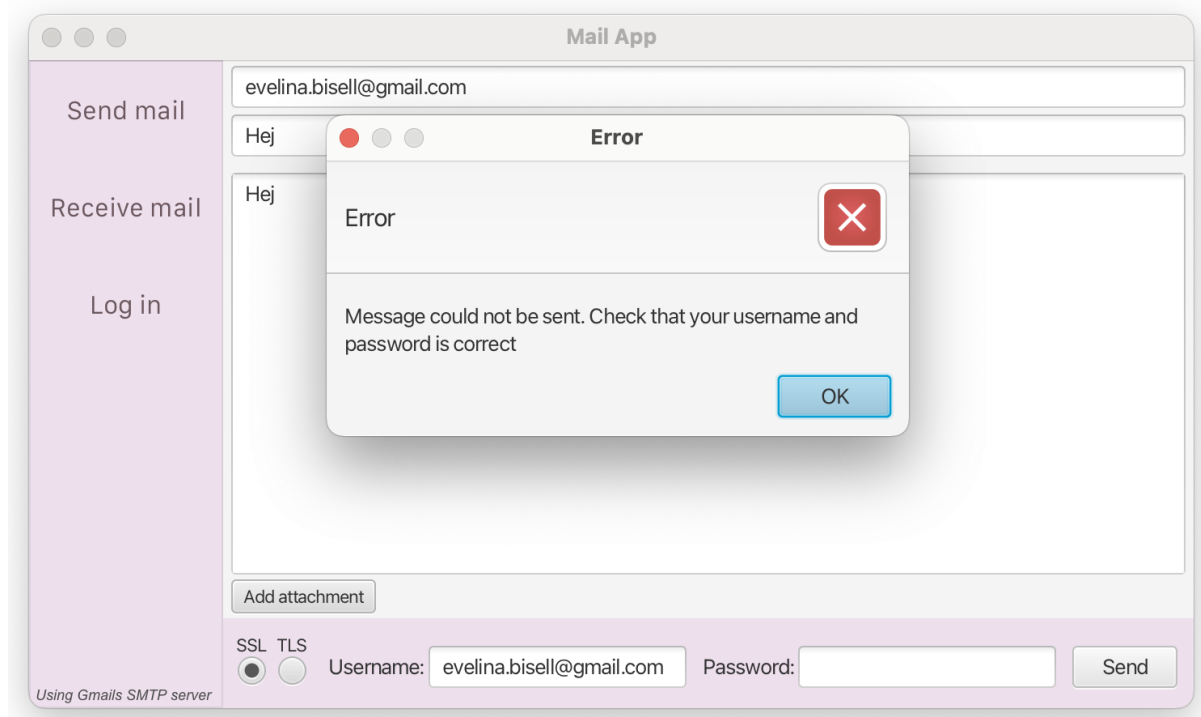 Mail App
Send mail
Receive mail
Log in
Using Gmails SMTP server
evelina.bisell@gmail.com
Hej
Hej
Error
Error
Message could not be sent. Check that your username and
password is correct
OK
Add attachment
SSL TLS
Username: evelina.bisell@gmail.com Password: Send